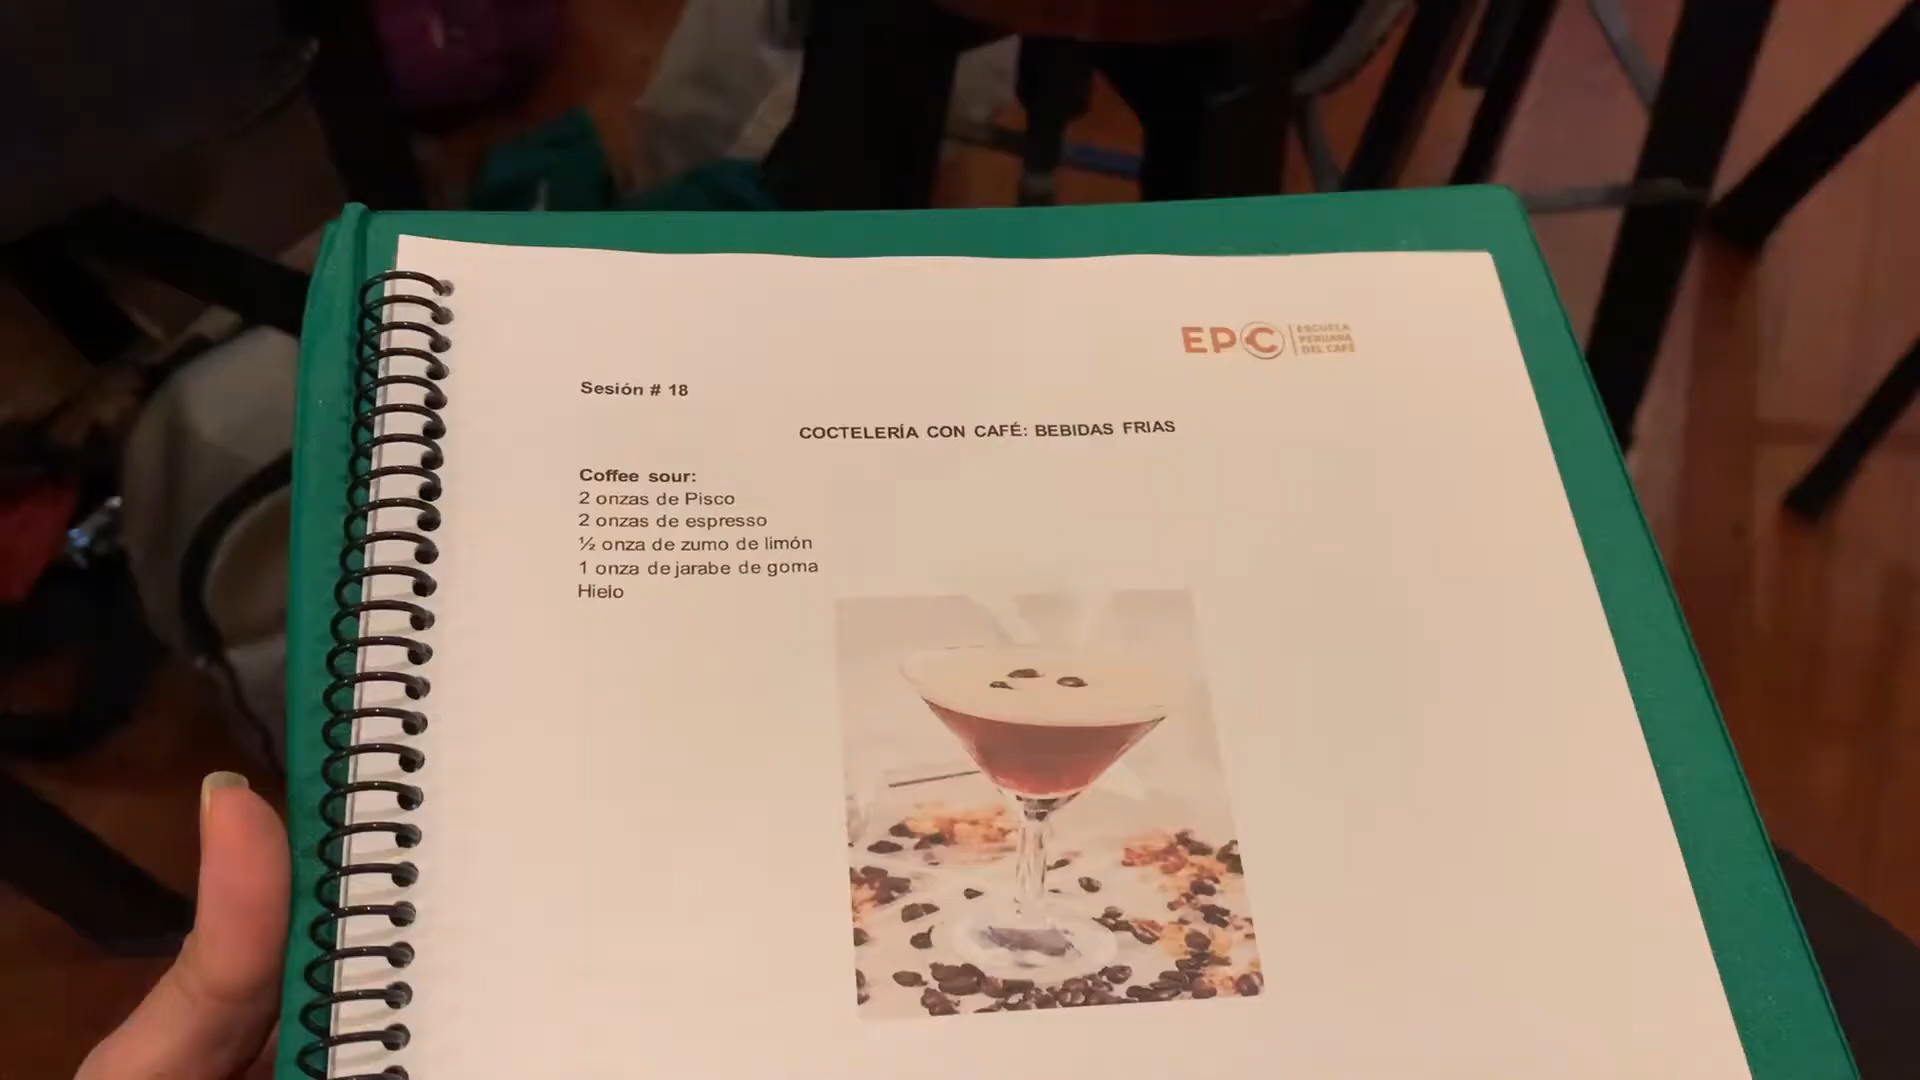 EPC
ESCUELA
PERUANA
DEL CAFÉ
Sesión # 18
COCTELERÍA CON CAFÉ: BEBIDAS FRIAS
Coffee sour:
2 onzas de Pisco
2 onzas de espresso
½ onza de zumo de limón
1 onza de jarabe de goma
Hielo